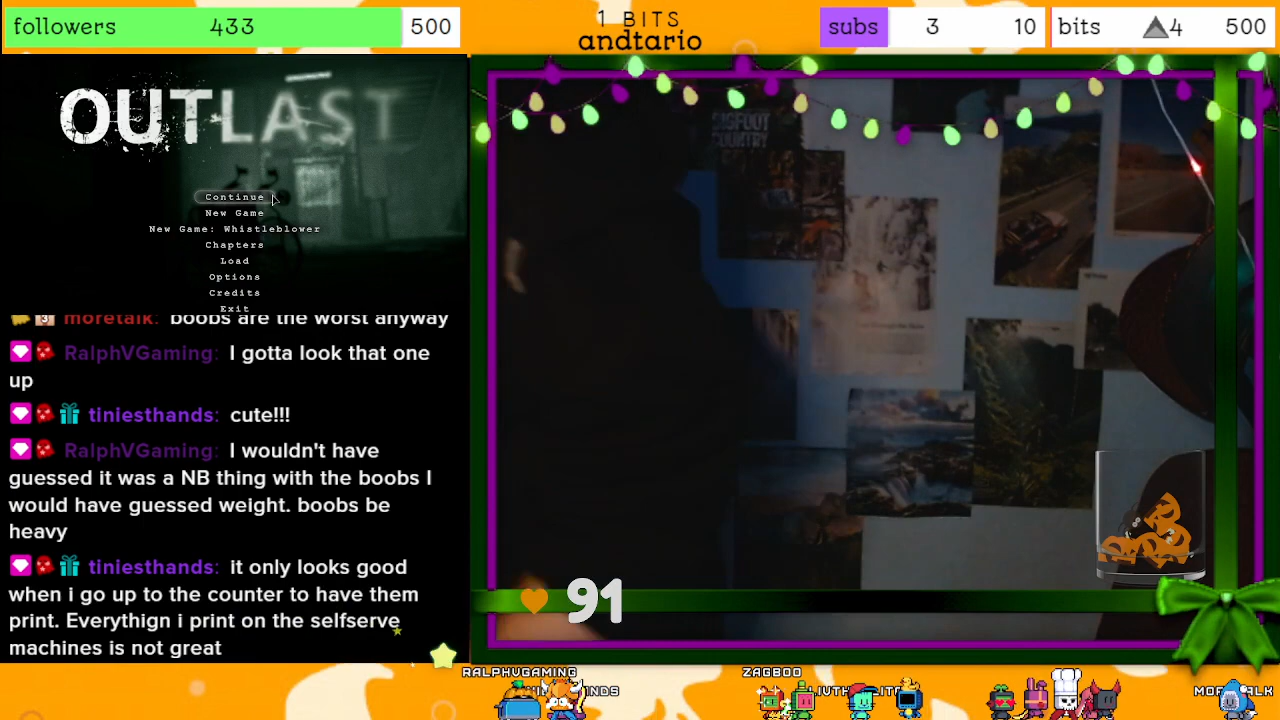 followers 433 500
1 BITS
andtario
subs 3 10
bits 4 500
OUTLAST
Continue
New Game
New Game: Whistleblower
Chapters
Load
Options
Credits
Exit
moretalk: boobs are the worst anyway
RalphVGaming: I gotta look that one
up
tiniesthands: cute!!!
RalphVGaming: I wouldn't have
guessed it was a NB thing with the boobs I
would have guessed weight. boobs be
heavy
tiniesthands: it only looks good
when i go up to the counter to have them
print. Everythign i print on the selfserve
machines is not great
BIGFOOT
COUNTRY
91
RALPHVGAMING
ZAGBOO